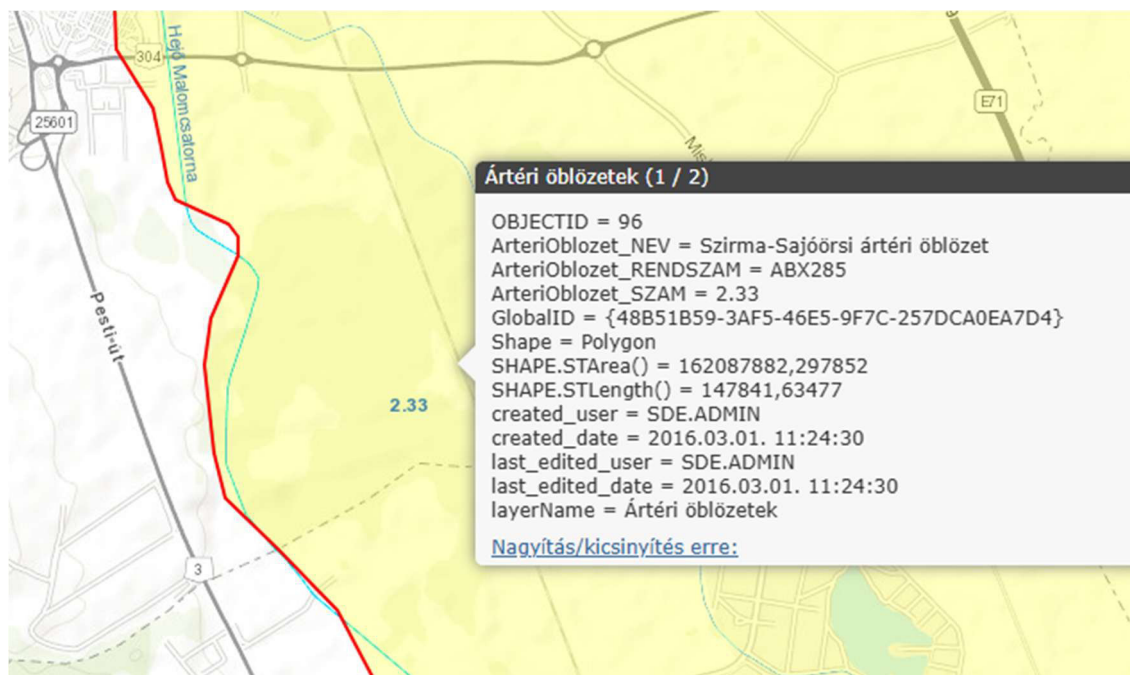 Hejő Malomcsatorna
304
25601
E71
Pesti-út
2.33
3
Ártéri öblözetek (1 / 2)
OBJECTID = 96
ArteriOblozet_NEV = Szirma-Sajóörsi ártéri öblözet
ArteriOblozet_RENDSZAM = ABX285
ArteriOblozet_SZAM = 2.33
GlobalID = {48B51B59-3AF5-46E5-9F7C-257DCA0EA7D4}
Shape = Polygon
SHAPE.STArea() = 162087882,297852
SHAPE.STLength() = 147841,63477
created_user = SDE.ADMIN
created_date = 2016.03.01. 11:24:30
last_edited_user = SDE.ADMIN
last_edited_date = 2016.03.01. 11:24:30
layerName = Ártéri öblözetek
Nagyítás/kicsinyítés erre: